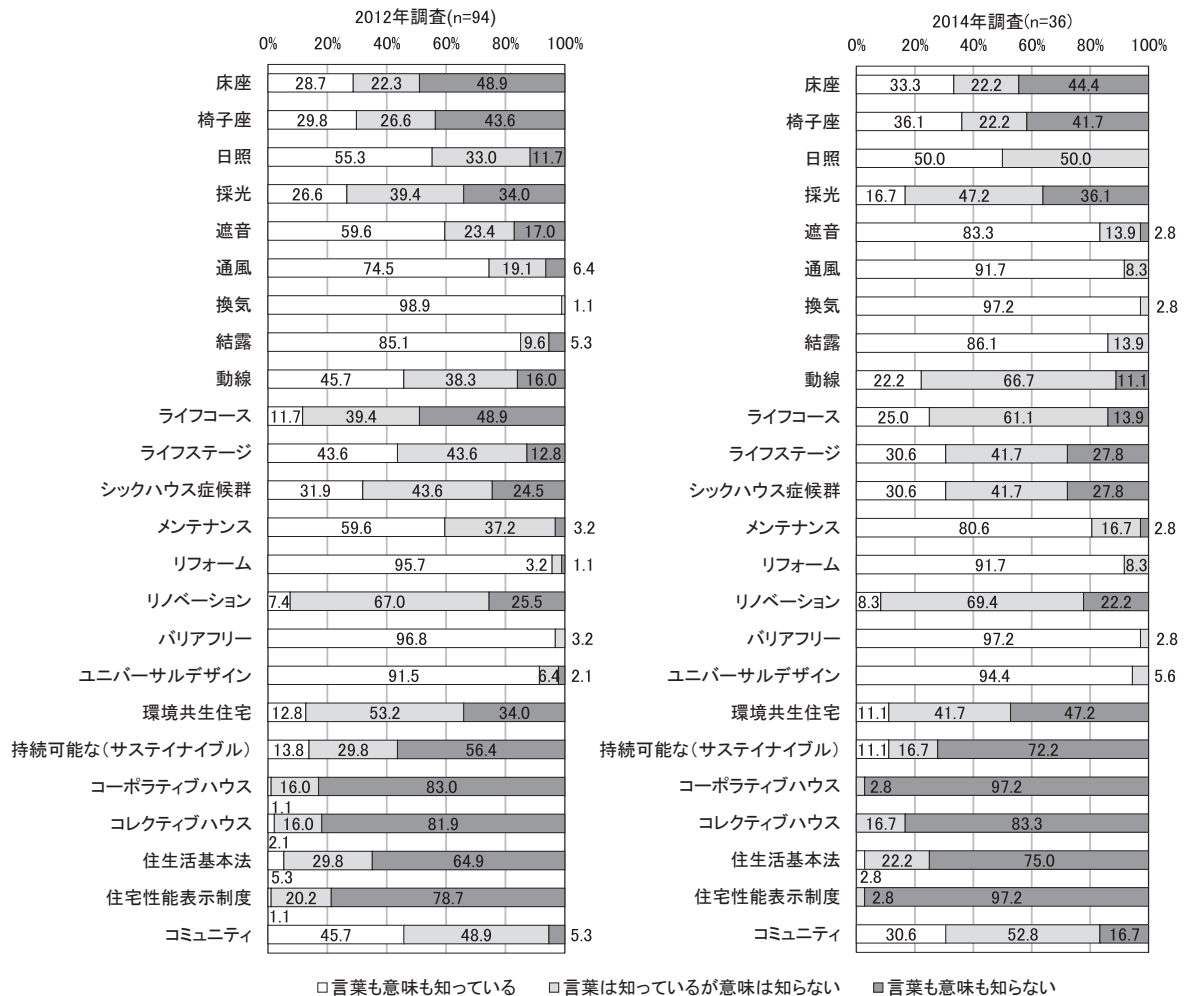 2012年調査(n=94)
0% 20% 40% 60% 80% 100%
床座 28.7 22.3 48.9
椅子座 29.8 26.6 43.6
日照 55.3 33.0 11.7
採光 26.6 39.4 34.0
遮音 59.6 23.4 17.0
通風 74.5 19.1 6.4
換気 98.9 1.1
結露 85.1 9.6 5.3
動線 45.7 38.3 16.0
ライフコース 11.7 39.4 48.9
ライフステージ 43.6 43.6 12.8
シックハウス症候群 31.9 43.6 24.5
メンテナンス 59.6 37.2 3.2
リフォーム 95.7 3.2 1.1
リノベーション 7.4 67.0 25.5
バリアフリー 96.8 3.2
ユニバーサルデザイン 91.5 6.4 2.1
環境共生住宅 12.8 53.2 34.0
持続可能な(サステイナイブル) 13.8 29.8 56.4
コーポラティブハウス 16.0 83.0
1.1
コレクティブハウス 16.0 81.9
2.1
住生活基本法 29.8 64.9
5.3
住宅性能表示制度 20.2 78.7
1.1
コミュニティ 45.7 48.9 5.3
2014年調査(n=36)
0% 20% 40% 60% 80% 100%
床座 33.3 22.2 44.4
椅子座 36.1 22.2 41.7
日照 50.0 50.0
採光 16.7 47.2 36.1
遮音 83.3 13.9 2.8
通風 91.7 8.3
換気 97.2 2.8
結露 86.1 13.9
動線 22.2 66.7 11.1
ライフコース 25.0 61.1 13.9
ライフステージ 30.6 41.7 27.8
シックハウス症候群 30.6 41.7 27.8
メンテナンス 80.6 16.7 2.8
リフォーム 91.7 8.3
リノベーション 8.3 69.4 22.2
バリアフリー 97.2 2.8
ユニバーサルデザイン 94.4 5.6
環境共生住宅 11.1 41.7 47.2
持続可能な(サステイナイブル) 11.1 16.7 72.2
コーポラティブハウス 2.8 97.2
コレクティブハウス 16.7 83.3
住生活基本法 22.2 75.0
2.8
住宅性能表示制度 2.8 97.2
コミュニティ 30.6 52.8 16.7
□言葉も意味も知っている □言葉は知っているが意味は知らない ■言葉も意味も知らない